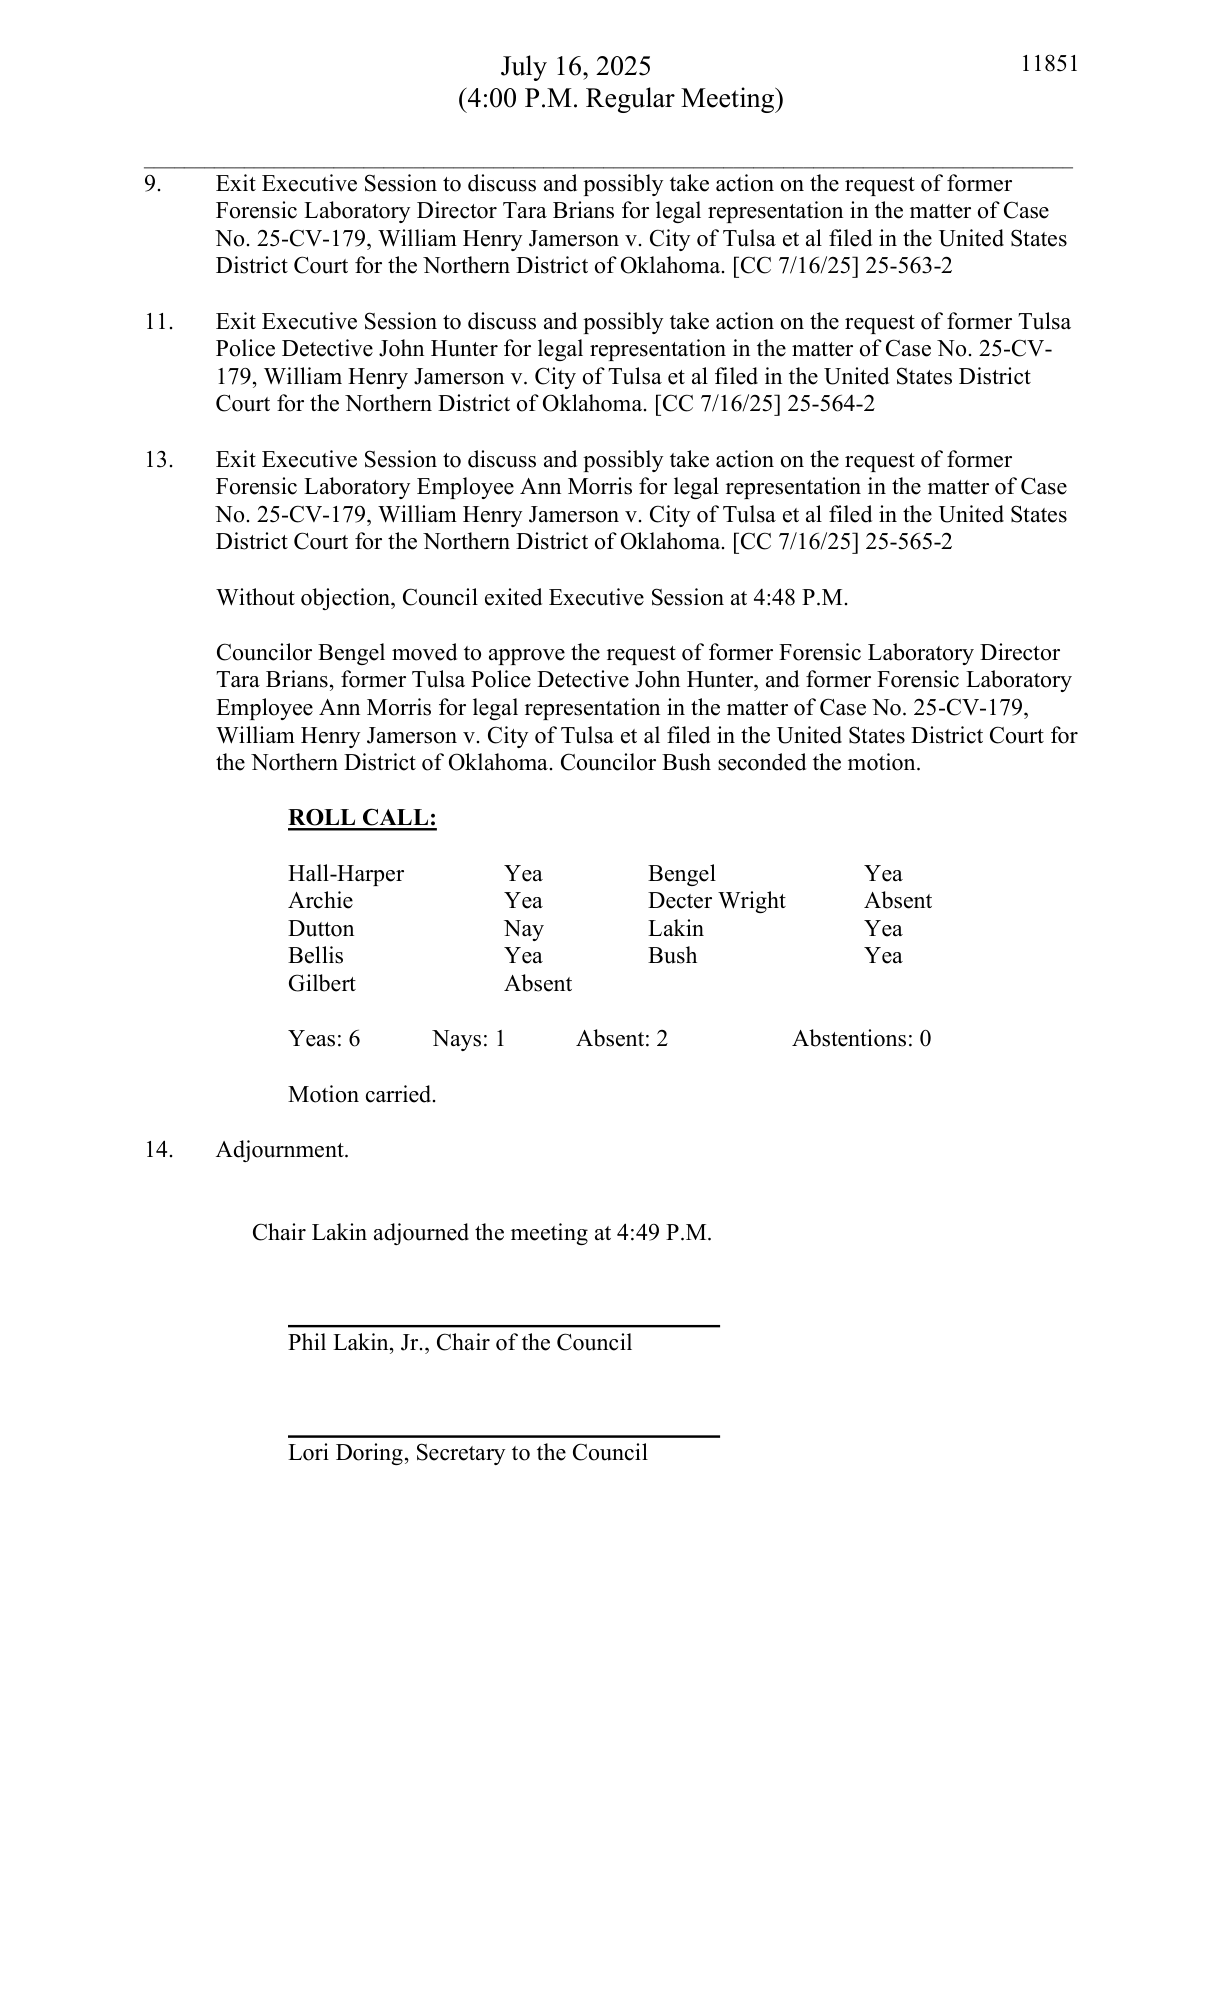 July 16, 2025 11851
(4:00 P.M. Regular Meeting)
9. Exit Executive Session to discuss and possibly take action on the request of former
Forensic Laboratory Director Tara Brians for legal representation in the matter of Case
No. 25-CV-179, William Henry Jamerson v. City of Tulsa et al filed in the United States
District Court for the Northern District of Oklahoma. [CC 7/16/25] 25-563-2
11. Exit Executive Session to discuss and possibly take action on the request of former Tulsa
Police Detective John Hunter for legal representation in the matter of Case No. 25-CV-
179, William Henry Jamerson v. City of Tulsa et al filed in the United States District
Court for the Northern District of Oklahoma. [CC 7/16/25] 25-564-2
13. Exit Executive Session to discuss and possibly take action on the request of former
Forensic Laboratory Employee Ann Morris for legal representation in the matter of Case
No. 25-CV-179, William Henry Jamerson v. City of Tulsa et al filed in the United States
District Court for the Northern District of Oklahoma. [CC 7/16/25] 25-565-2
Without objection, Council exited Executive Session at 4:48 P.M.
Councilor Bengel moved to approve the request of former Forensic Laboratory Director
Tara Brians, former Tulsa Police Detective John Hunter, and former Forensic Laboratory
Employee Ann Morris for legal representation in the matter of Case No. 25-CV-179,
William Henry Jamerson v. City of Tulsa et al filed in the United States District Court for
the Northern District of Oklahoma. Councilor Bush seconded the motion.
ROLL CALL:
Hall-Harper Yea Bengel Yea
Archie Yea Decter Wright Absent
Dutton Nay Lakin Yea
Bellis Yea Bush Yea
Gilbert Absent
Yeas: 6 Nays: 1 Absent: 2 Abstentions: 0
Motion carried.
14. Adjournment.
Chair Lakin adjourned the meeting at 4:49 P.M.
Phil Lakin, Jr., Chair of the Council
Lori Doring, Secretary to the Council